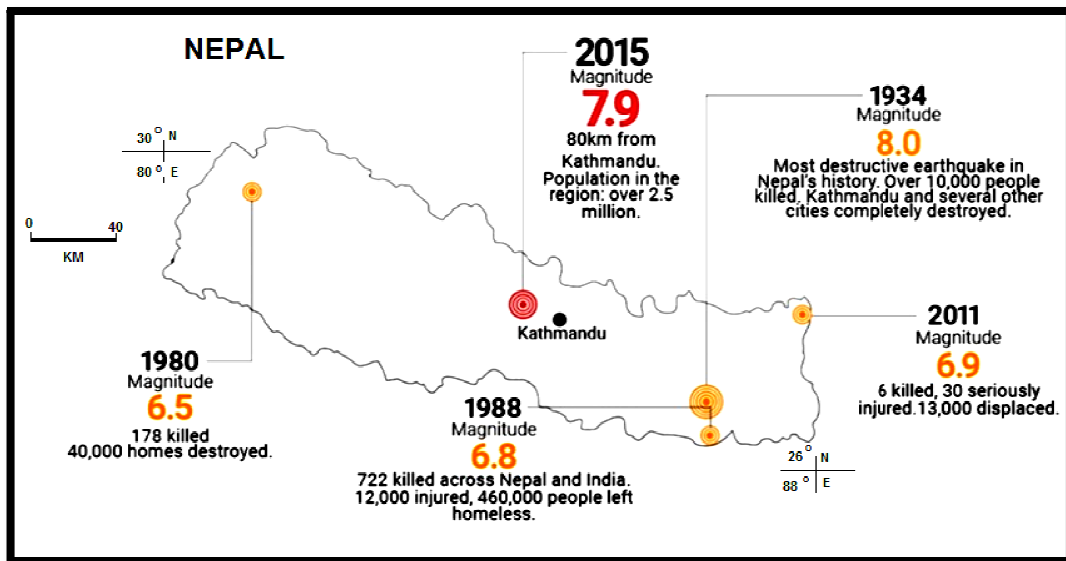 NEPAL
2015
Magnitude
7.9
80km from
Kathmandu.
Population in the
region: over 2.5
million.
1934
Magnitude
8.0
Most destructive earthquake in
Nepal's history. Over 10,000 people
killed, Kathmandu and several other
cities completely destroyed.
30° N
80° E
0 40
KM
Kathmandu
2011
Magnitude
6.9
6 killed, 30 seriously
injured.13,000 displaced.
1980
Magnitude
6.5
178 killed
40,000 homes destroyed.
1988
Magnitude
6.8
722 killed across Nepal and India.
12,000 injured, 460,000 people left
homeless.
26° N
88° E